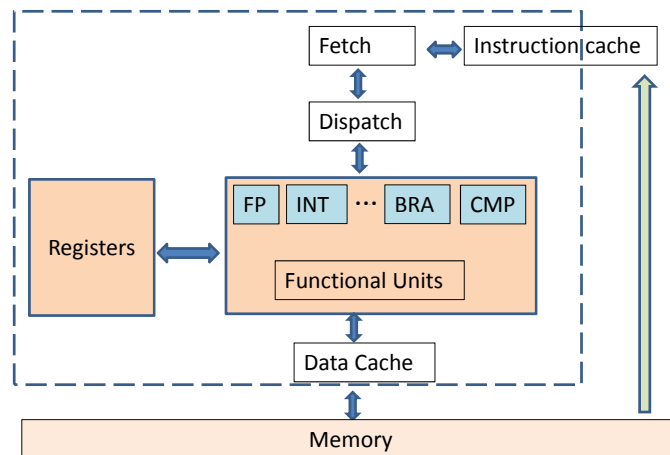 Fetch
Instruction cache
Dispatch
FP
INT
...
BRA
CMP
Registers
Functional Units
Data Cache
Memory